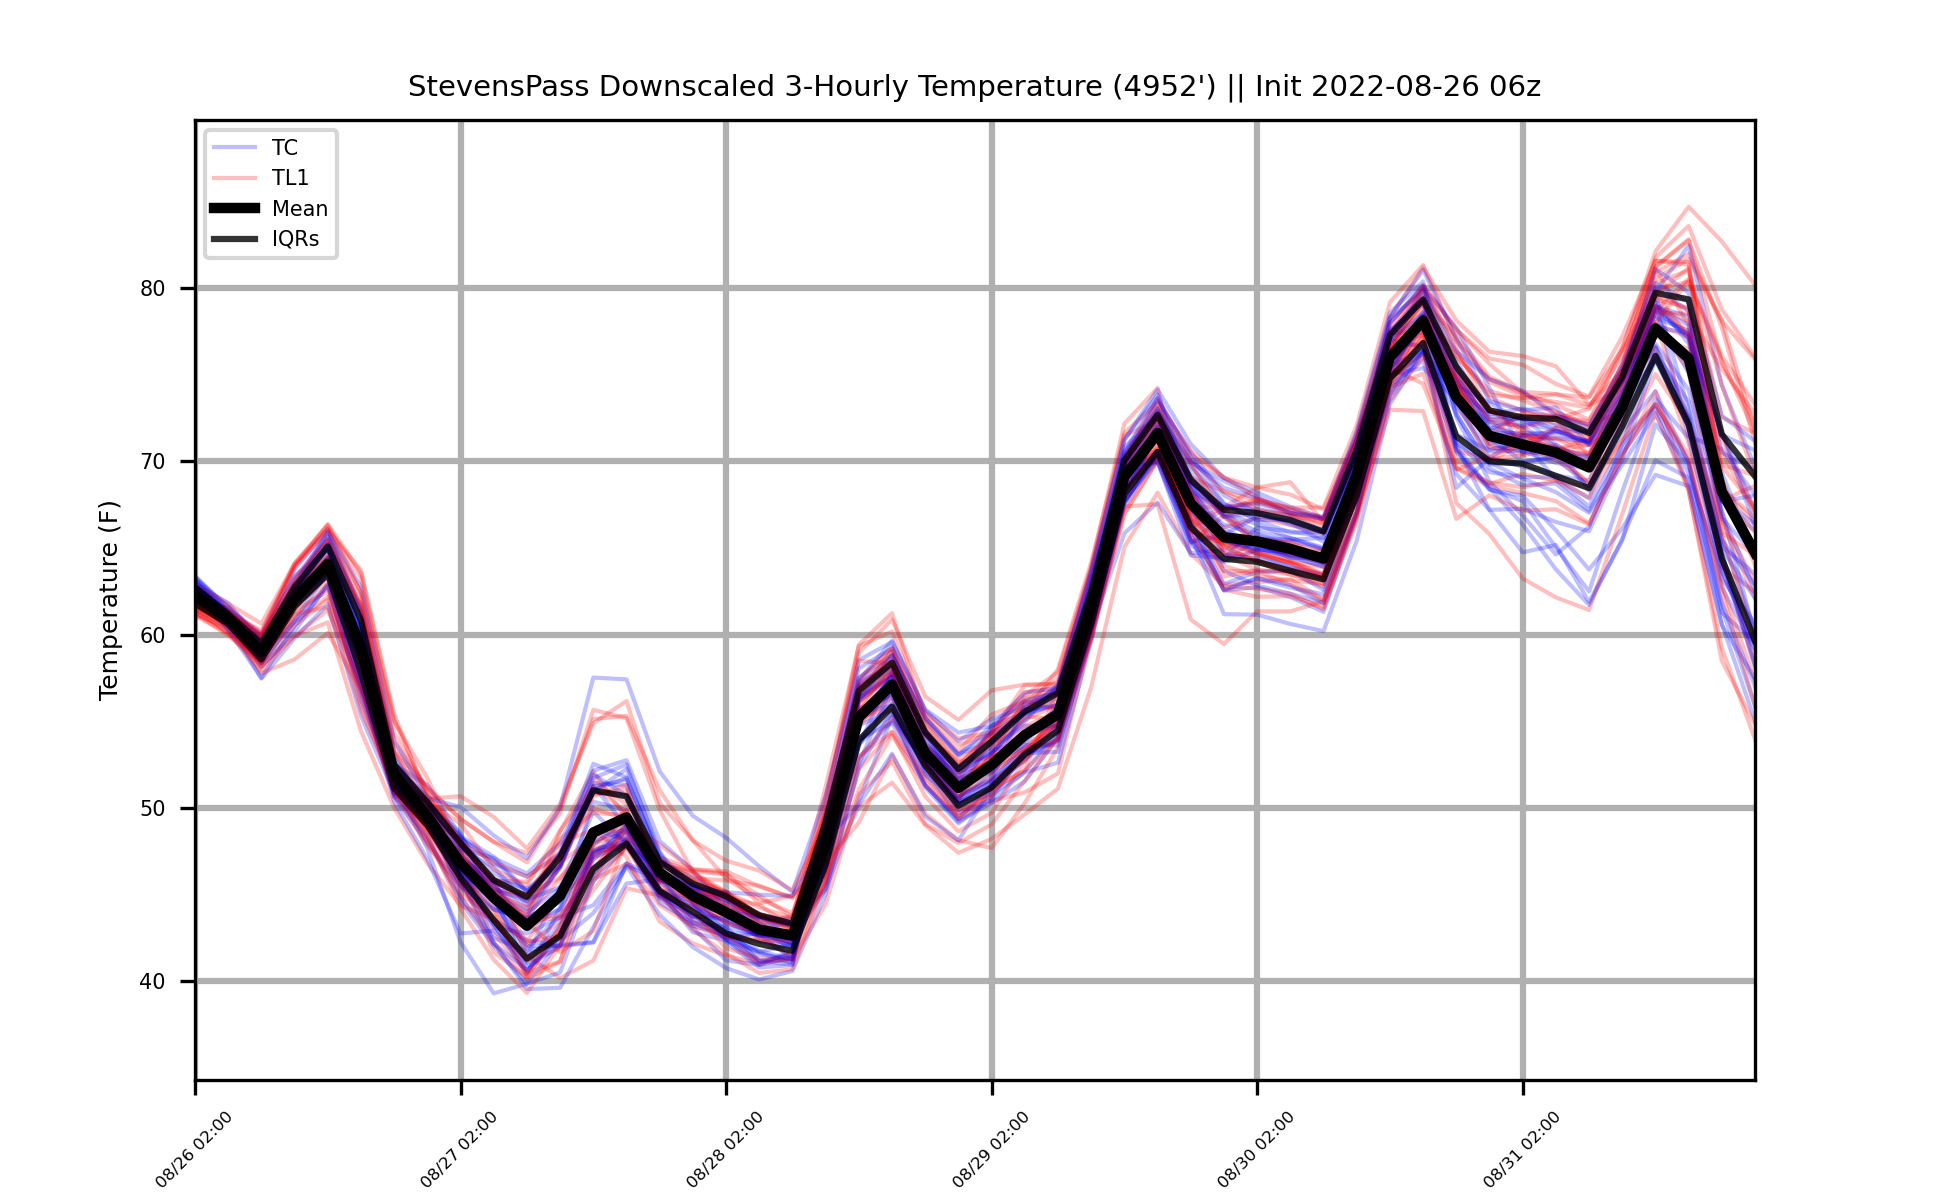 StevensPass Downscaled 3-Hourly Temperature (4952') || Init 2022-08-26 06z
TC
TL1
Mean
IQRs
Temperature (F)
80
70
60
50
40
08/26 02:00
08/27 02:00
08/28 02:00
08/29 02:00
08/30 02:00
08/31 02:00